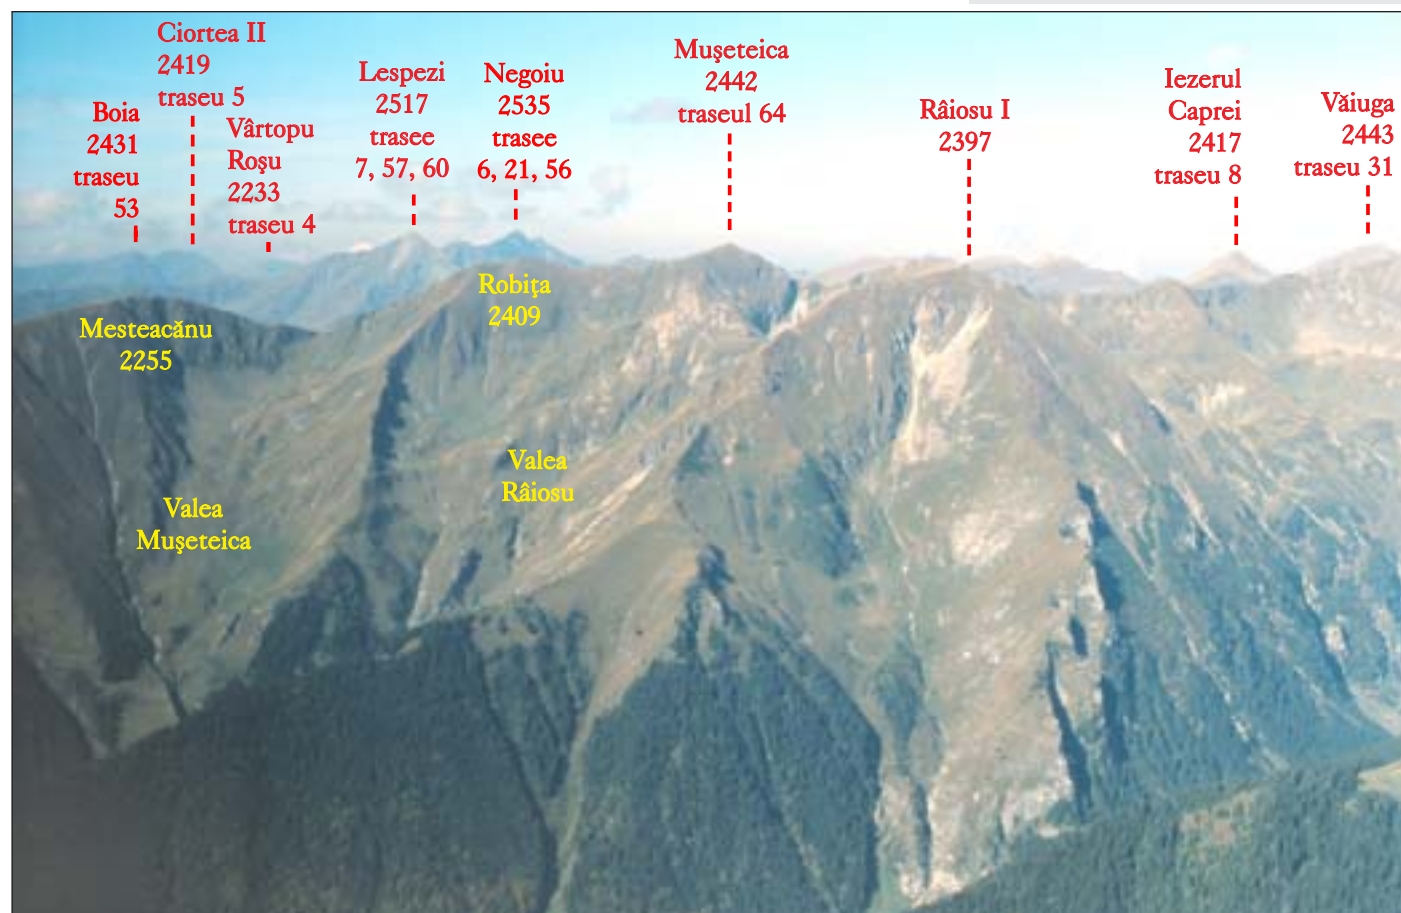 Ciortea II
2419
traseu 5
Boia
2431
traseu
53
Vârtopu
Roşu
2233
traseu 4
Lespezi
2517
trasee
7, 57, 60
Negoiu
2535
trasee
6, 21, 56
Muşeteica
2442
traseul 64
Râiosu I
2397
Iezerul
Caprei
2417
traseu 8
Văiuga
2443
traseu 31
Mesteacănu
2255
Robiţa
2409
Valea
Râiosu
Valea
Muşeteica